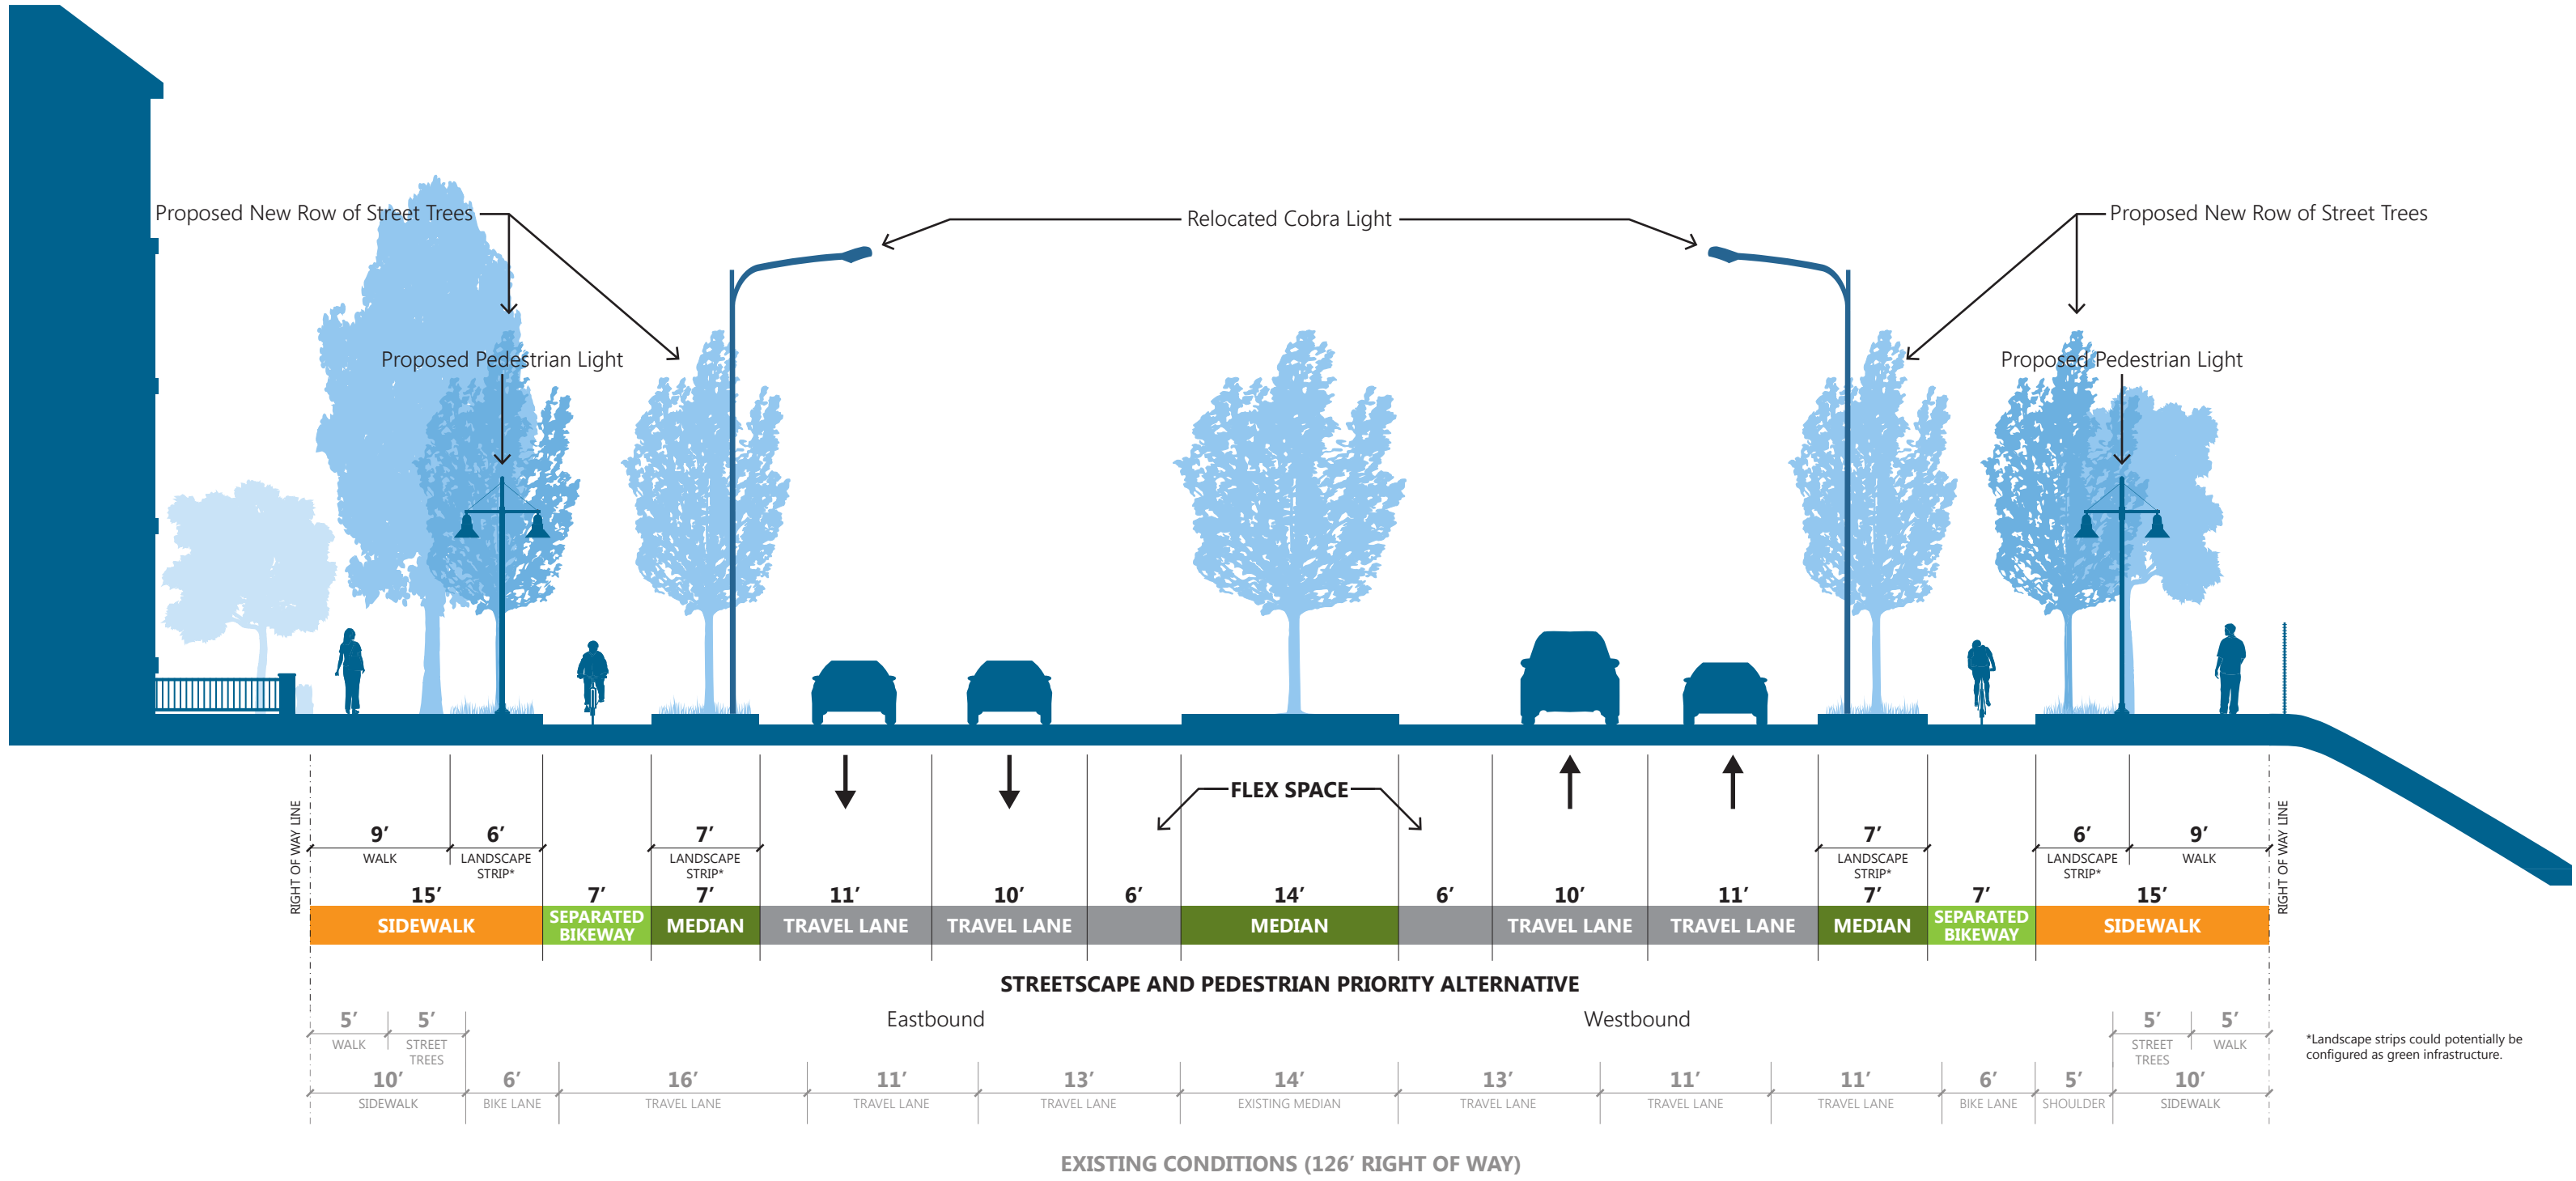 Proposed New Row of Street Trees
Relocated Cobra Light
Proposed New Row of Street Trees
Proposed Pedestrian Light
Proposed Pedestrian Light
FLEX SPACE
RIGHT OF WAY LINE
RIGHT OF WAY LINE
9’ 6’ 7’ 7’ 6’ 9’
WALK LANDSCAPE STRIP* LANDSCAPE STRIP* LANDSCAPE STRIP* LANDSCAPE STRIP* WALK
15’ 7’ 7’ 11’ 10’ 6’ 14’ 6’ 10’ 11’ 7’ 7’ 15’
SIDEWALK SEPARATED BIKEWAY MEDIAN TRAVEL LANE TRAVEL LANE MEDIAN TRAVEL LANE TRAVEL LANE MEDIAN SEPARATED BIKEWAY SIDEWALK
STREETSCAPE AND PEDESTRIAN PRIORITY ALTERNATIVE
Eastbound Westbound
5’ 5’ 5’ 5’
WALK STREET TREES STREET TREES WALK
*Landscape strips could potentially be
configured as green infrastructure.
10’ 6’ 16’ 11’ 13’ 14’ 13’ 11’ 11’ 6’ 5’ 10’
SIDEWALK BIKE LANE TRAVEL LANE TRAVEL LANE TRAVEL LANE EXISTING MEDIAN TRAVEL LANE TRAVEL LANE TRAVEL LANE BIKE LANE SHOULDER SIDEWALK
EXISTING CONDITIONS (126’ RIGHT OF WAY)